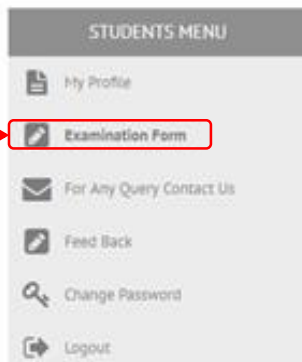 STUDENTS MENU
My Profile
Examination Form
For Any Query Contact Us
Feed Back
Change Password
Logout